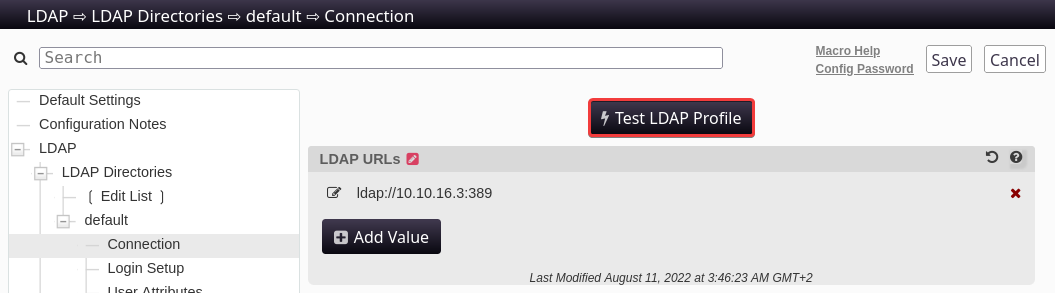 LDAP ⇨ LDAP Directories ⇨ default ⇨ Connection
Search
Macro Help
Config Password
Save
Cancel
Default Settings
Configuration Notes
LDAP
LDAP Directories
[ Edit List ]
default
Connection
Login Setup
User Attributes
Test LDAP Profile
LDAP URLs
ldap://10.10.16.3:389
Add Value
Last Modified August 11, 2022 at 3:46:23 AM GMT+2